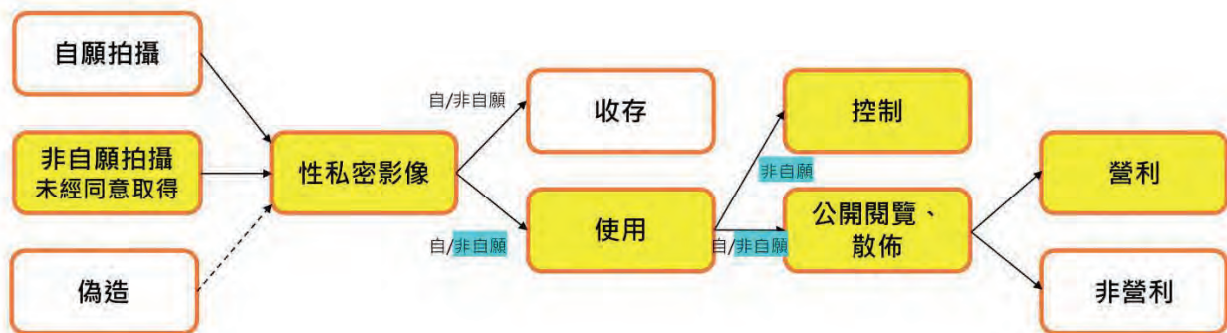 自願拍攝
非自願拍攝
未經同意取得
偽造
性私密影像
自/非自願
自/非自願
收存
使用
非自願
自/非自願
控制
公開閱覽、
散佈
營利
非營利